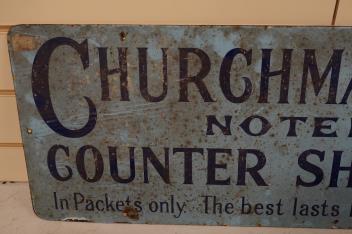 CHURCHMA
NOTE
COUNTER SH
In Packets only. The best lasts